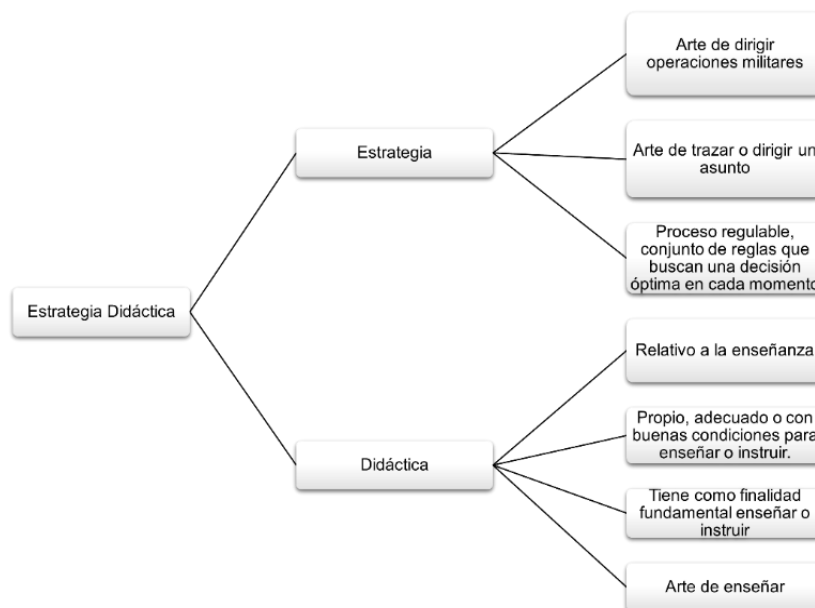 Estrategia Didáctica
Estrategia
Arte de dirigir
operaciones militares
Arte de trazar o dirigir un
asunto
Proceso regulable,
conjunto de reglas que
buscan una decisión
óptima en cada momento
Didáctica
Relativo a la enseñanza
Propio, adecuado o con
buenas condiciones para
enseñar o instruir.
Tiene como finalidad
fundamental enseñar o
instruir
Arte de enseñar